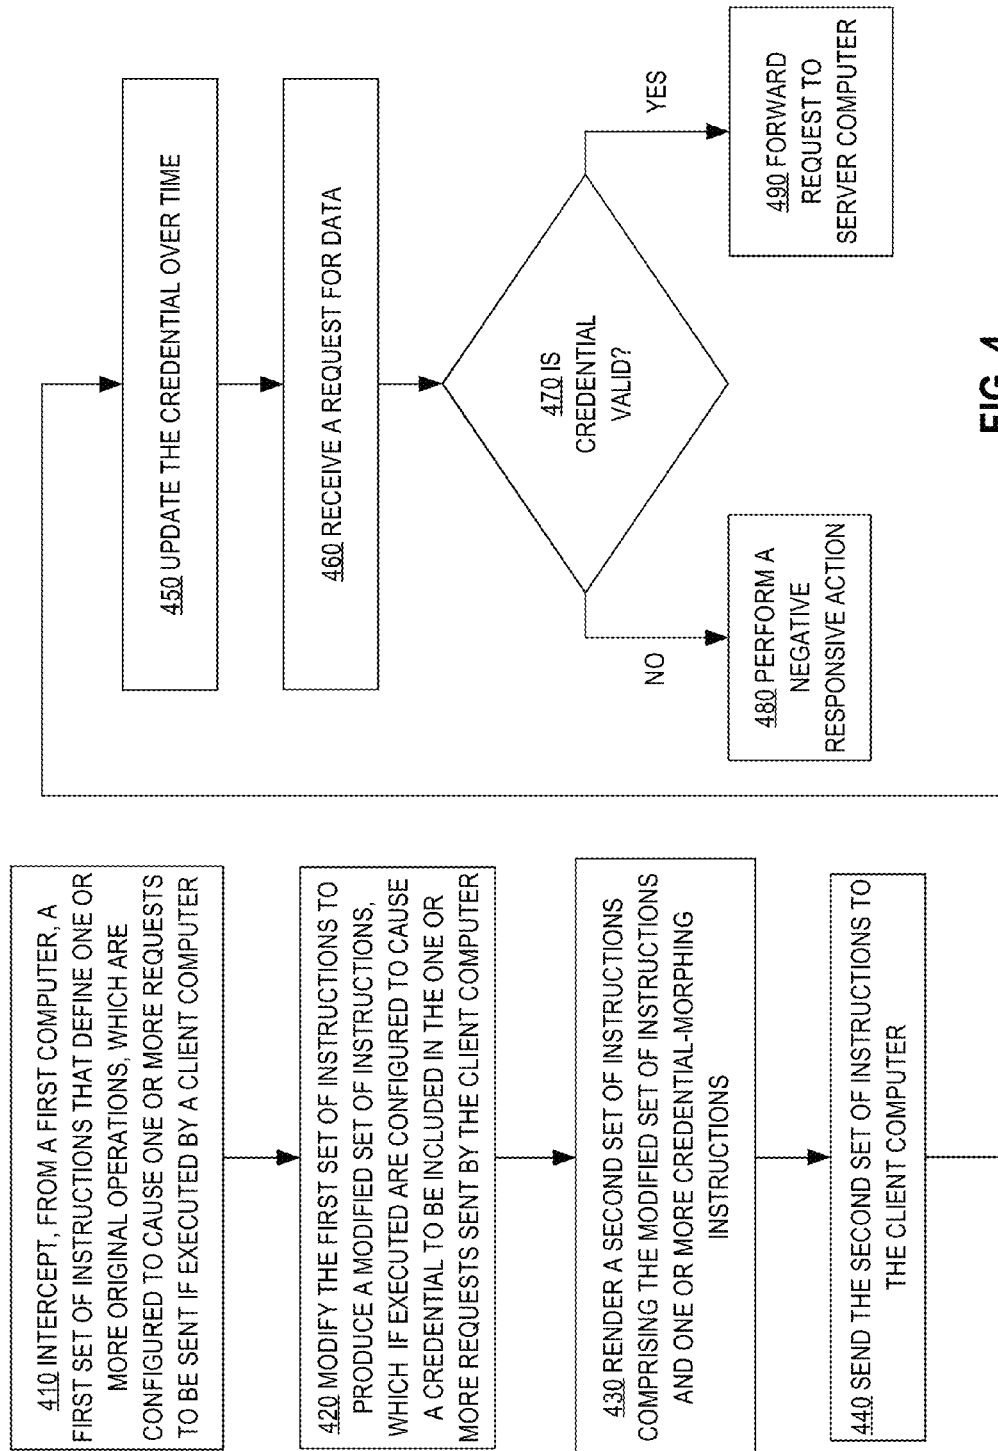 410 INTERCEPT, FROM A FIRST COMPUTER, A
FIRST SET OF INSTRUCTIONS THAT DEFINE ONE OR
MORE ORIGINAL OPERATIONS, WHICH ARE
CONFIGURED TO CAUSE ONE OR MORE REQUESTS
TO BE SENT IF EXECUTED BY A CLIENT COMPUTER
420 MODIFY THE FIRST SET OF INSTRUCTIONS TO
PRODUCE A MODIFIED SET OF INSTRUCTIONS,
WHICH IF EXECUTED ARE CONFIGURED TO CAUSE
A CREDENTIAL TO BE INCLUDED IN THE ONE OR
MORE REQUESTS SENT BY THE CLIENT COMPUTER
430 RENDER A SECOND SET OF INSTRUCTIONS
COMPRISING THE MODIFIED SET OF INSTRUCTIONS
AND ONE OR MORE CREDENTIAL-MORPHING
INSTRUCTIONS
440 SEND THE SECOND SET OF INSTRUCTIONS TO
THE CLIENT COMPUTER
450 UPDATE THE CREDENTIAL OVER TIME
460 RECEIVE A REQUEST FOR DATA
470 IS
CREDENTIAL
VALID?
NO
YES
480 PERFORM A
NEGATIVE
RESPONSIVE ACTION
490 FORWARD
REQUEST TO
SERVER COMPUTER
FIG. 4